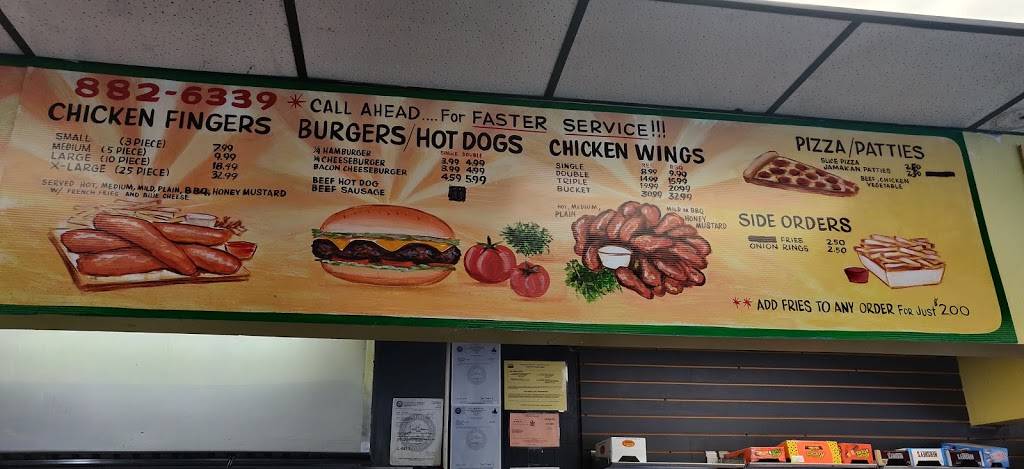 882-6339 * CALL AHEAD....For FASTER SERVICE!!!
CHICKEN FINGERS
SMALL (3 PIECE) 7.99
MEDIUM (5 PIECE) 9.99
LARGE (10 PIECE) 18.49
X-LARGE (25 PIECE) 32.99
SERVED HOT, MEDIUM, MILD, PLAIN, BBQ, HONEY MUSTARD
W/ FRENCH FRIES AND BLUE CHEESE
BURGERS/HOT DOGS
SINGLE DOUBLE
¼ HAMBURGER 3.99 4.99
¼ CHEESEBURGER 3.99 4.99
BACON CHEESEBURGER 4.59 5.99
BEEF HOT DOG
BEEF SAUSAGE
CHICKEN WINGS
SINGLE 8.99 9.99
DOUBLE 14.99 15.99
TRIPLE 19.99 20.99
BUCKET 30.99 32.99
HOT, MEDIUM,
PLAIN
MILD OR BBQ
HONEY
MUSTARD
PIZZA/PATTIES
SLICE PIZZA
JAMAICAN PATTIES
BEEF, CHICKEN
VEGETABLE
SIDE ORDERS
FRIES 2.50
ONION RINGS 2.50
** ADD FRIES TO ANY ORDER FOR JUST $2.00